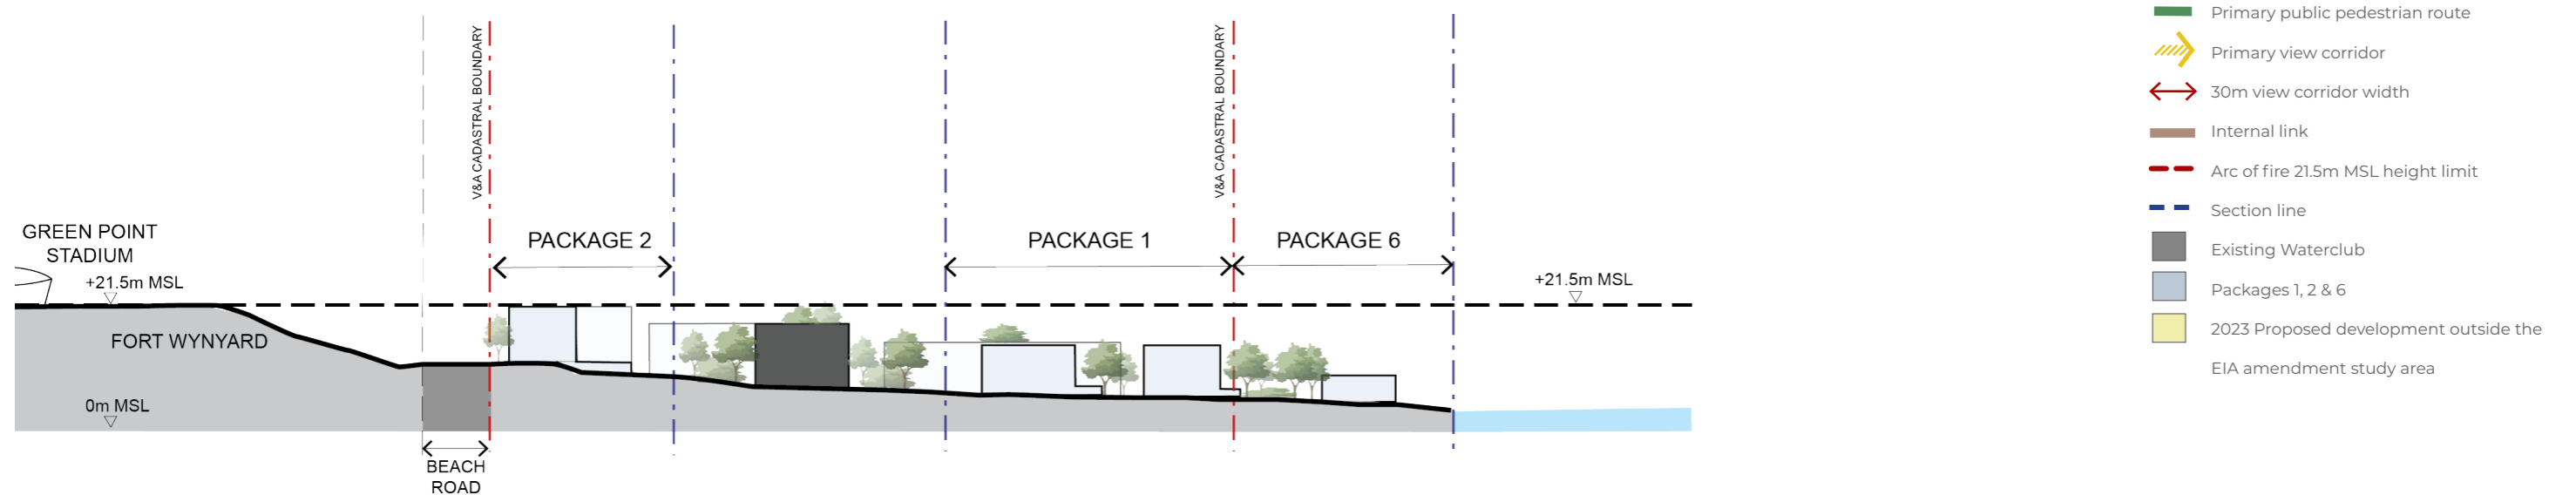 V&A CADASTRAL BOUNDARY
V&A CADASTRAL BOUNDARY
GREEN POINT
STADIUM
PACKAGE 2
PACKAGE 1
PACKAGE 6
+21.5m MSL
+21.5m MSL
FORT WYNYARD
0m MSL
BEACH
ROAD
Primary public pedestrian route
Primary view corridor
30m view corridor width
Internal link
Arc of fire 21.5m MSL height limit
Section line
Existing Waterclub
Packages 1, 2 & 6
2023 Proposed development outside the
EIA amendment study area